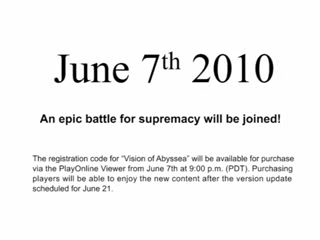 June 7th 2010
An epic battle for supremacy will be joined!
The registration code for “Vision of Abyssea” will be available for purchase
via the PlayOnline Viewer from June 7th at 9:00 p.m. (PDT). Purchasing
players will be able to enjoy the new content after the version update
scheduled for June 21.